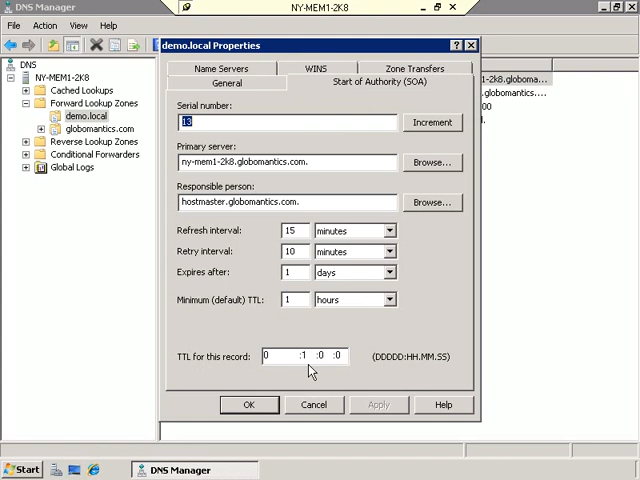 DNS Manager
NY-MEM1-2K8
File Action View Help
demo.local Properties
DNS
NY-MEM1-2K8
Cached Lookups
Forward Lookup Zones
demo.local
globomantics.com
Reverse Lookup Zones
Conditional Forwarders
Global Logs
Name Servers WINS Zone Transfers
General Start of Authority (SOA)
Serial number:
13 Increment
Primary server:
ny-mem1-2k8.globomantics.com. Browse...
Responsible person:
hostmaster.globomantics.com. Browse...
Refresh interval: 15 minutes
Retry interval: 10 minutes
Expires after: 1 days
Minimum (default) TTL: 1 hours
TTL for this record: 0 :1 :0 :0 (DDDDD:HH.MM.SS)
OK Cancel Apply Help
1-2k8.globoma...
.globomantics....
00
d.
Start DNS Manager